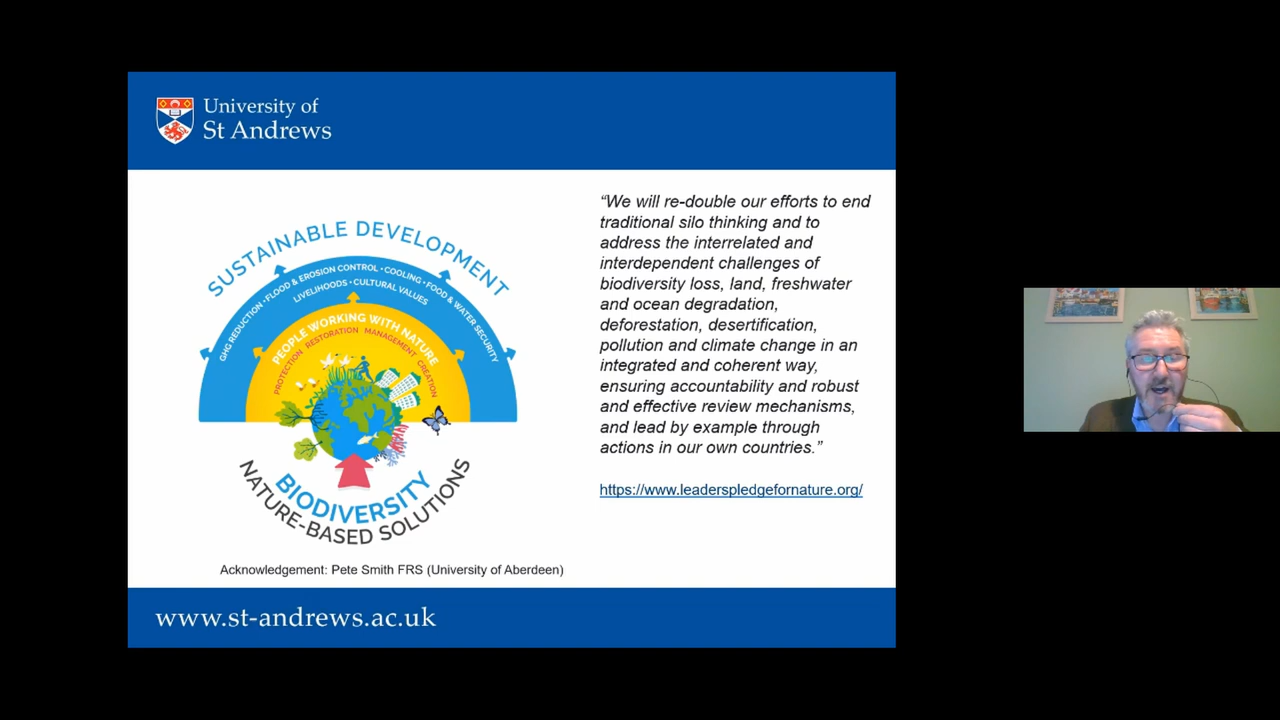 University of
St Andrews
SUSTAINABLE DEVELOPMENT
GHG REDUCTION • FLOOD & EROSION CONTROL • COOLING • FOOD & WATER SECURITY
LIVELIHOODS • CULTURAL VALUES
PEOPLE WORKING WITH NATURE
PROTECTION RESTORATION MANAGEMENT CREATION
BIODIVERSITY
NATURE-BASED SOLUTIONS
Acknowledgement: Pete Smith FRS (University of Aberdeen)
“We will re-double our efforts to end
traditional silo thinking and to
address the interrelated and
interdependent challenges of
biodiversity loss, land, freshwater
and ocean degradation,
deforestation, desertification,
pollution and climate change in an
integrated and coherent way,
ensuring accountability and robust
and effective review mechanisms,
and lead by example through
actions in our own countries.”
https://www.leaderspledgefornature.org/
www.st-andrews.ac.uk